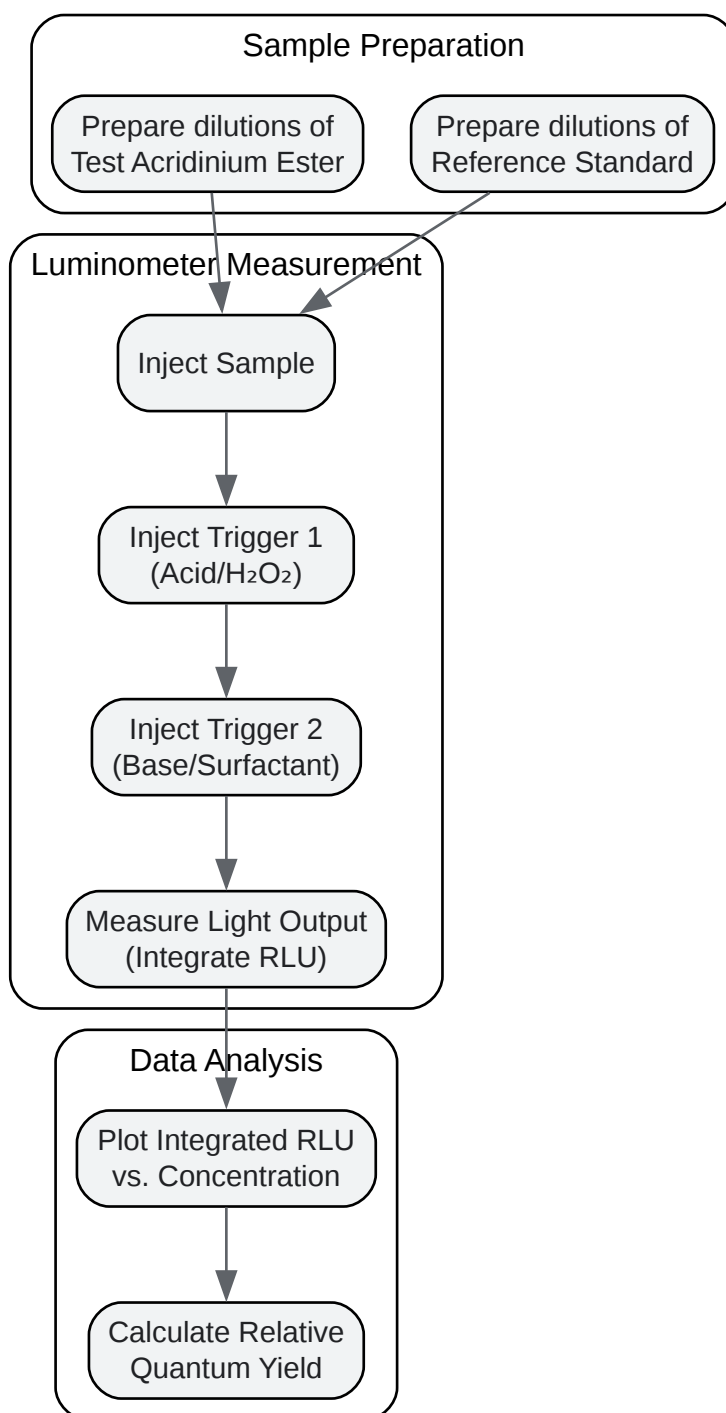 Sample Preparation
Prepare dilutions of
Test Acridinium Ester
Prepare dilutions of
Reference Standard
Luminometer Measurement
Inject Sample
Inject Trigger 1
(Acid/H₂O₂)
Inject Trigger 2
(Base/Surfactant)
Measure Light Output
(Integrate RLU)
Data Analysis
Plot Integrated RLU
vs. Concentration
Calculate Relative
Quantum Yield